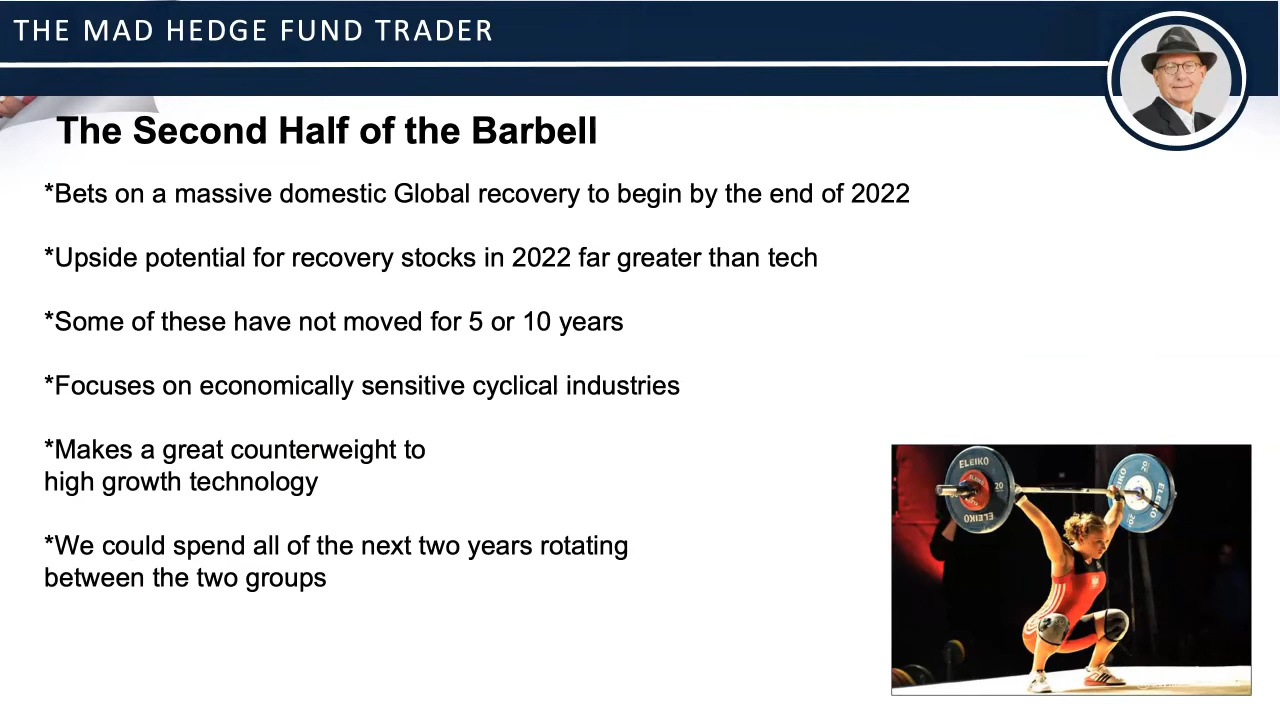 THE MAD HEDGE FUND TRADER
The Second Half of the Barbell
*Bets on a massive domestic Global recovery to begin by the end of 2022
*Upside potential for recovery stocks in 2022 far greater than tech
*Some of these have not moved for 5 or 10 years
*Focuses on economically sensitive cyclical industries
*Makes a great counterweight to
high growth technology
*We could spend all of the next two years rotating
between the two groups
ELEIKO
20
ELEIKO
ELEIKO
20
ELEIKO
20